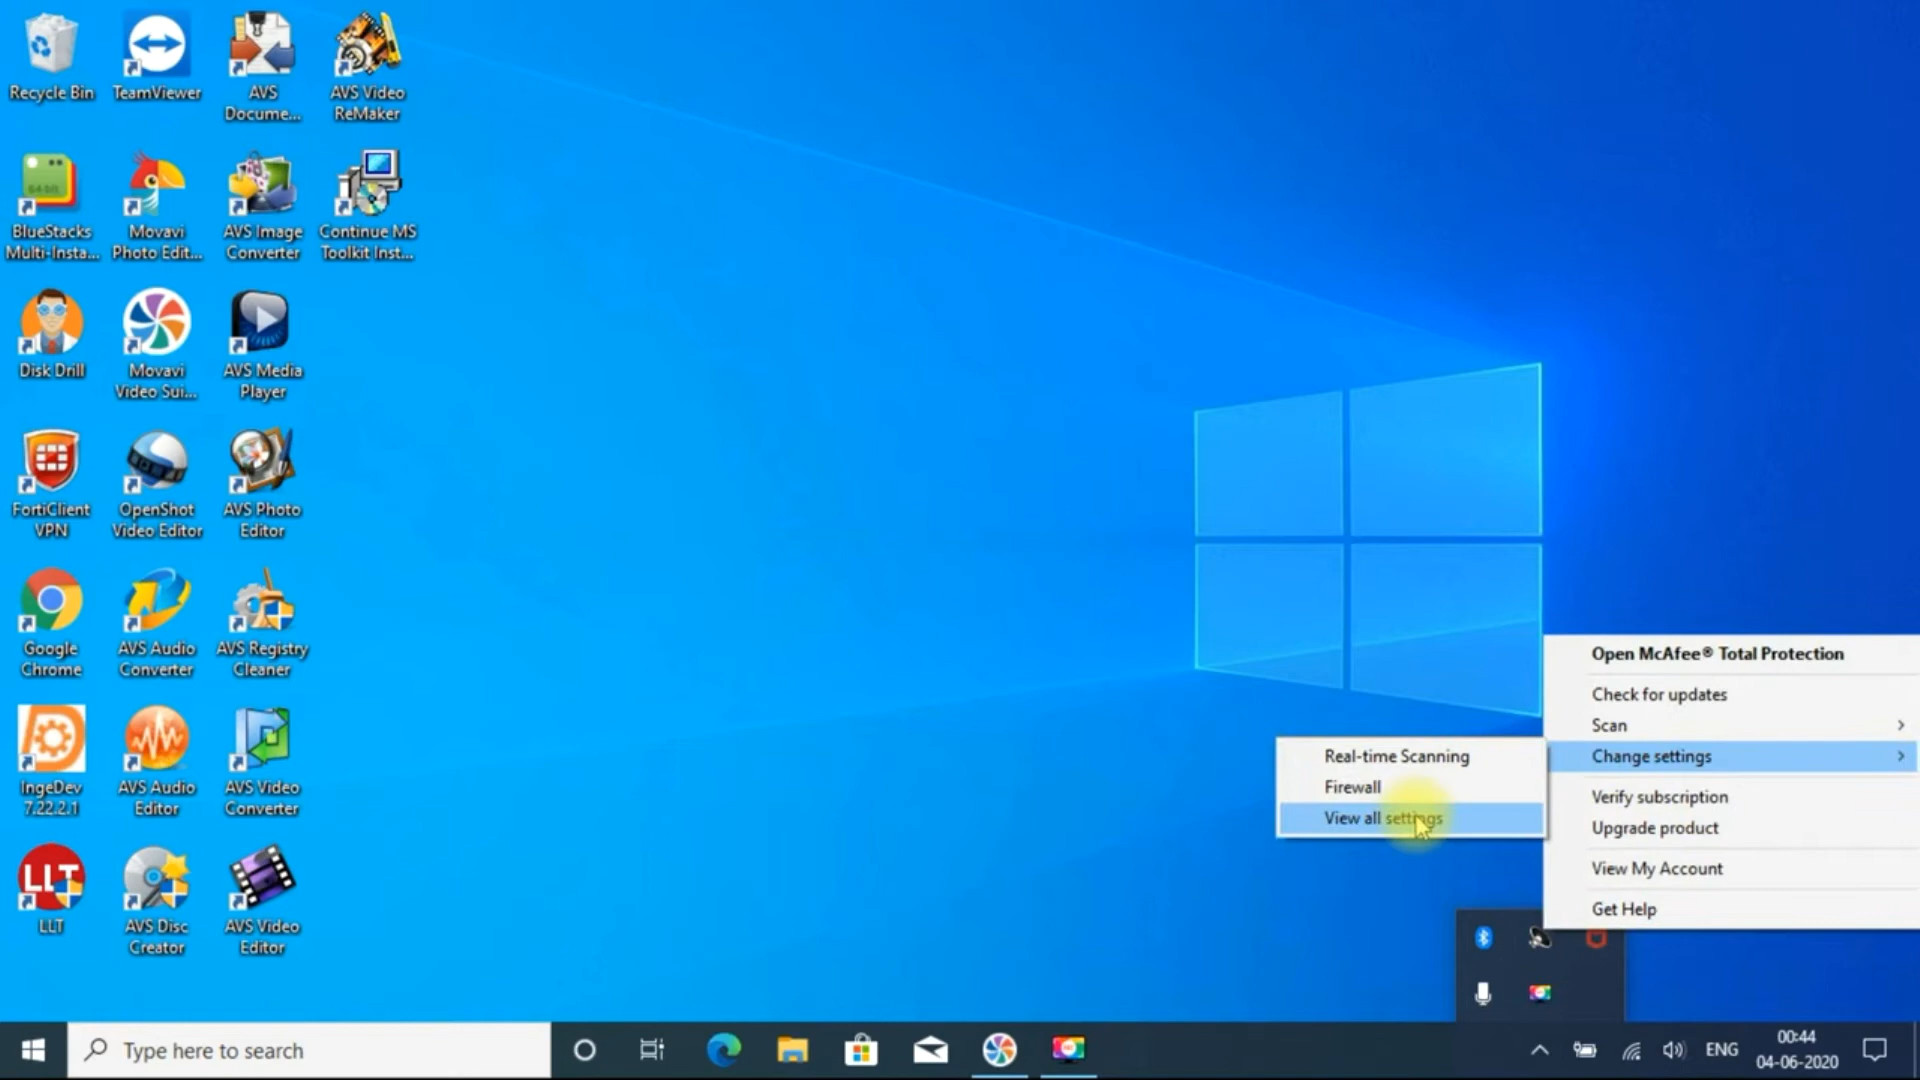 Recycle Bin
TeamViewer
AVS
Docume...
AVS Video
ReMaker
BlueStacks
Multi-Insta...
Movavi
Photo Edit...
AVS Image
Converter
Continue MS
Toolkit Inst...
Disk Drill
Movavi
Video Sui...
AVS Media
Player
FortiClient
VPN
OpenShot
Video Editor
AVS Photo
Editor
Google
Chrome
AVS Audio
Converter
AVS Registry
Cleaner
IngeDev
7.22.2.1
AVS Audio
Editor
AVS Video
Converter
LLT
LLT
AVS Disc
Creator
AVS Video
Editor
64-bit
Open McAfee® Total Protection
Check for updates
Scan
Change settings
Verify subscription
Upgrade product
View My Account
Get Help
Real-time Scanning
Firewall
View all settings
Type here to search
ENG
00:44
04-06-2020